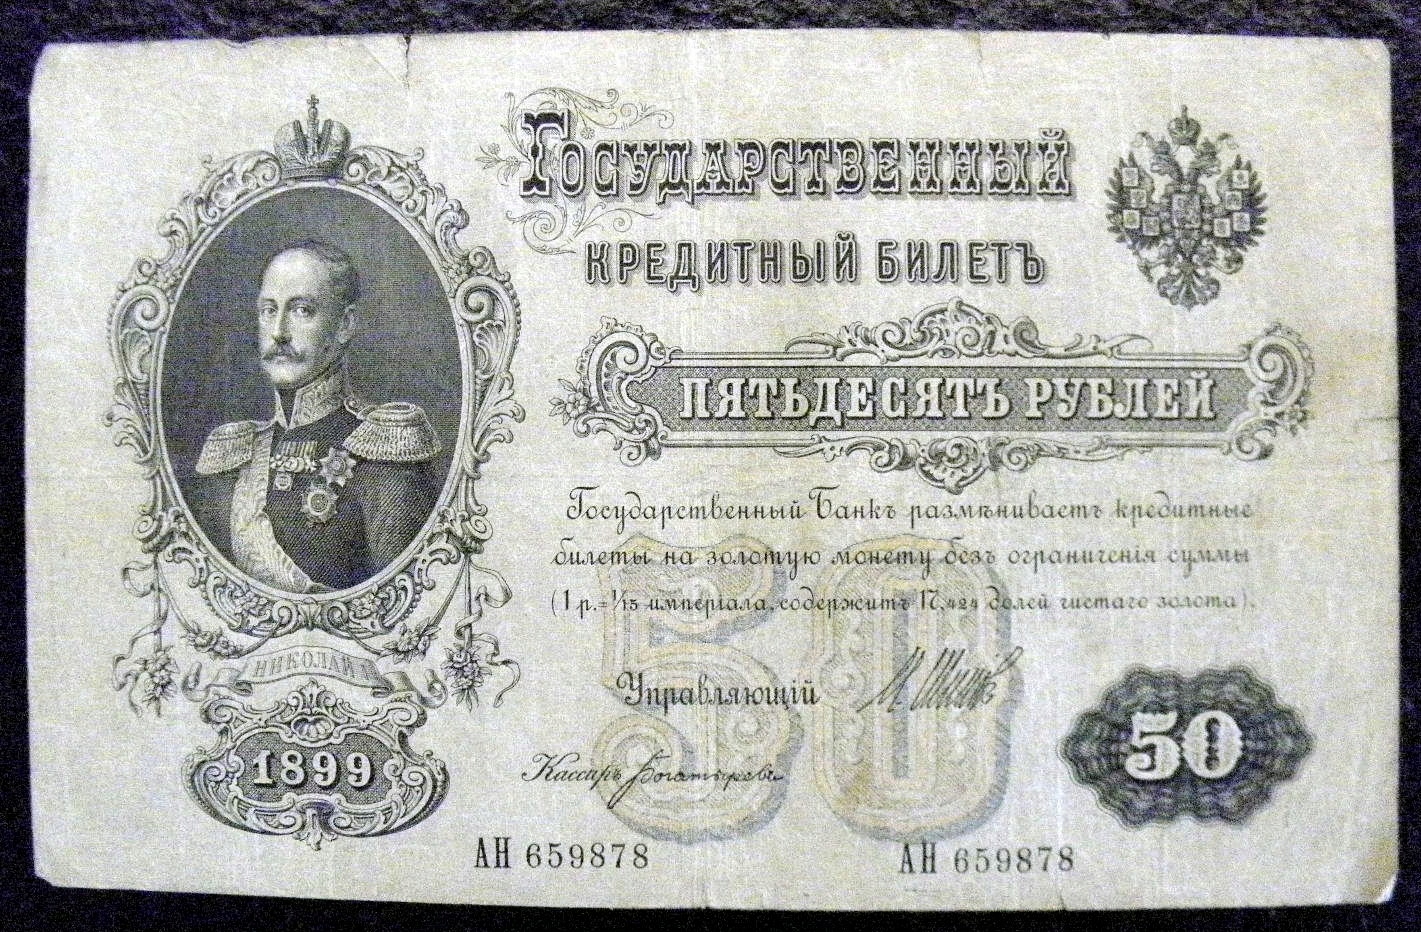 Государственный
кредитный билетъ
ПЯТЬДЕСЯТЪ РУБЛЕЙ
Государственный Банкъ размѣниваетъ кредитные
билеты на золотую монету безъ ограниченія суммы
(1 р.=1/15 имперіала, содержитъ 17,424 долей чистаго золота).
Управляющій
Кассиръ Богатыревъ
НИКОЛАЙ I
1899
50
50
АН 659878
АН 659878